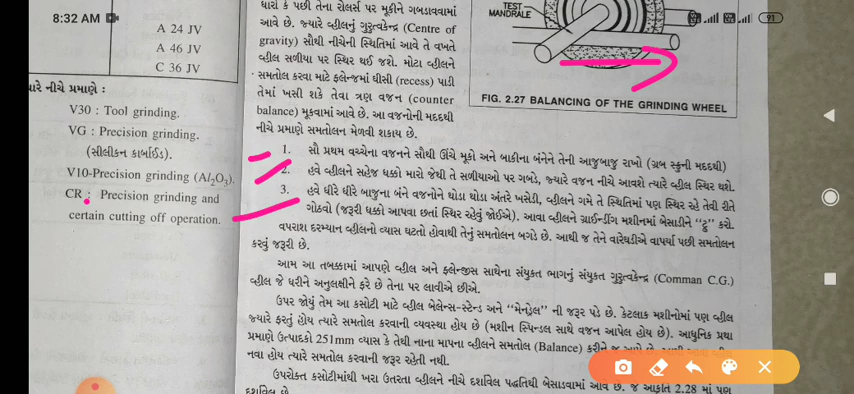 8:32 AM
91
A 24 JV
A 46 JV
C 36 JV
યારે નીચે પ્રમાણે :
V30 : Tool grinding.
VG : Precision grinding.
(સીલીકન કાર્બાઈડ).
V10-Precision grinding (Al₂O₃).
CR : Precision grinding and
certain cutting off operation.
ધારો કે પછી તેના રોલર્સ પર મૂકીને ગબડાવવામાં
આવે છે. જ્યારે વ્હીલનું ગુરુત્વકેન્દ્ર (Centre of
gravity) સૌથી નીચેની સ્થિતિમાં આવે તે વખતે
વ્હીલ સળીયા પર સ્થિર થઈ જશે. મોટા વ્હીલને
સમતોલ કરવા માટે ફ્લેન્જમાં ઘીસી (recess) પાડી
તેમાં ખસી શકે તેવા ત્રણ વજન (counter
balance) મૂકવામાં આવે છે. આ વજનોની મદદથી
નીચે પ્રમાણે સમતોલન મેળવી શકાય છે.
TEST
MANDRALE
FIG. 2.27 BALANCING OF THE GRINDING WHEEL
1. સૌ પ્રથમ વચ્ચેના વજનને સૌથી ઊંચે મૂકો અને બાકીના બંનેને તેની આજુબાજુ રાખો (ગ્રબ સ્ક્રુની મદદથી)
2. હવે વ્હીલને સહેજ ધક્કો મારો જેથી તે સળીયાઓ પર ગબડે, જ્યારે વજન નીચે આવશે ત્યારે વ્હીલ સ્થિર થશે.
3. હવે ધીરે ધીરે બાજુના બંને વજનોને થોડા થોડા અંતરે ખસેડી, વ્હીલને ગમે તે સ્થિતિમાં પણ સ્થિર રહે તેવી રીતે
ગોઠવો (જરૂરી ધક્કો આપવા છતાં સ્થિર રહેવું જોઈએ). આવા વ્હીલને ગ્રાઈન્ડીંગ મશીનમાં બેસાડીને “ટ્રુ” કરો.
વપરાશ દરમ્યાન વ્હીલનો વ્યાસ ઘટતો હોવાથી તેનું સમતોલન બગડે છે. આથી જ તેને વારેઘડીએ વાપર્યા પછી સમતોલન
કરવું જરૂરી છે.
આમ આ તબક્કામાં આપણે વ્હીલ અને ફ્લેન્જીસ સાથેના સંયુક્ત ભાગનું સંયુક્ત ગુરુત્વકેન્દ્ર (Comman C.G.)
વ્હીલ જે ધરીને અનુલક્ષીને ફરે છે તેના પર લાવીએ છીએ.
ઉપર જોયું તેમ આ કસોટી માટે વ્હીલ બેલેન્સ-સ્ટેન્ડ અને “મેન્ડ્રેલ” ની જરૂર પડે છે. કેટલાક મશીનોમાં પણ વ્હીલ
જ્યારે ફરતું હોય ત્યારે સમતોલ કરવાની વ્યવસ્થા હોય છે (મશીન સ્પિન્ડલ સાથે વજન આપેલ હોય છે). આધુનિક પ્રથા
પ્રમાણે ઉત્પાદકો 251mm વ્યાસ કે તેથી નાના માપના વ્હીલને સમતોલ (Balance) કરીને
નવા હોય ત્યારે સમતોલ કરવાની જરૂર રહેતી નથી.
ઉપરોક્ત કસોટીમાંથી ખરા ઉતરતા વ્હીલને નીચે દર્શાવેલ પદ્ધતિથી બેસાડવામાં આવે છે. જે આકૃતિ 2.28 માં પણ
દર્શાવેલ છે.